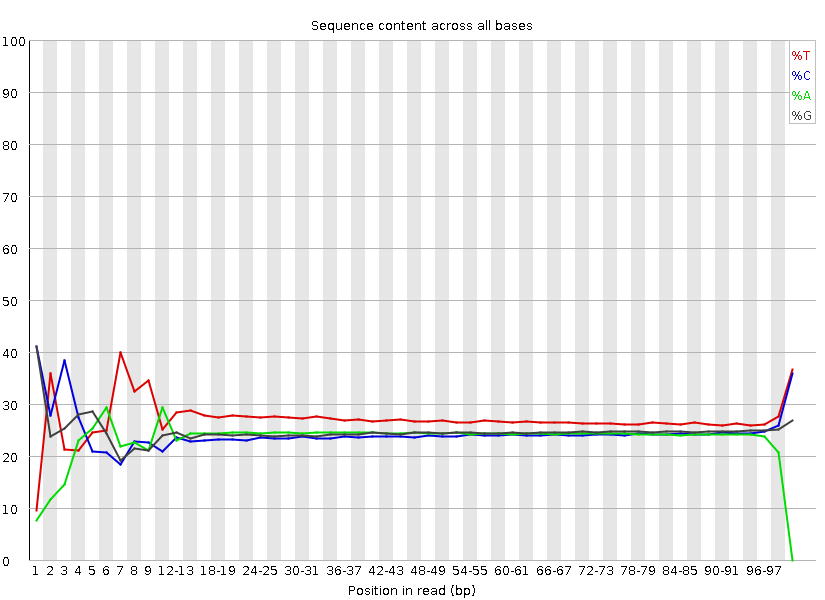 Sequence content across all bases
100
90
80
70
60
50
40
30
20
10
0
%T
%C
%A
%G
1 2 3 4 5 6 7 8 9 12-13 18-19 24-25 30-31 36-37 42-43 48-49 54-55 60-61 66-67 72-73 78-79 84-85 90-91 96-97
Position in read (bp)